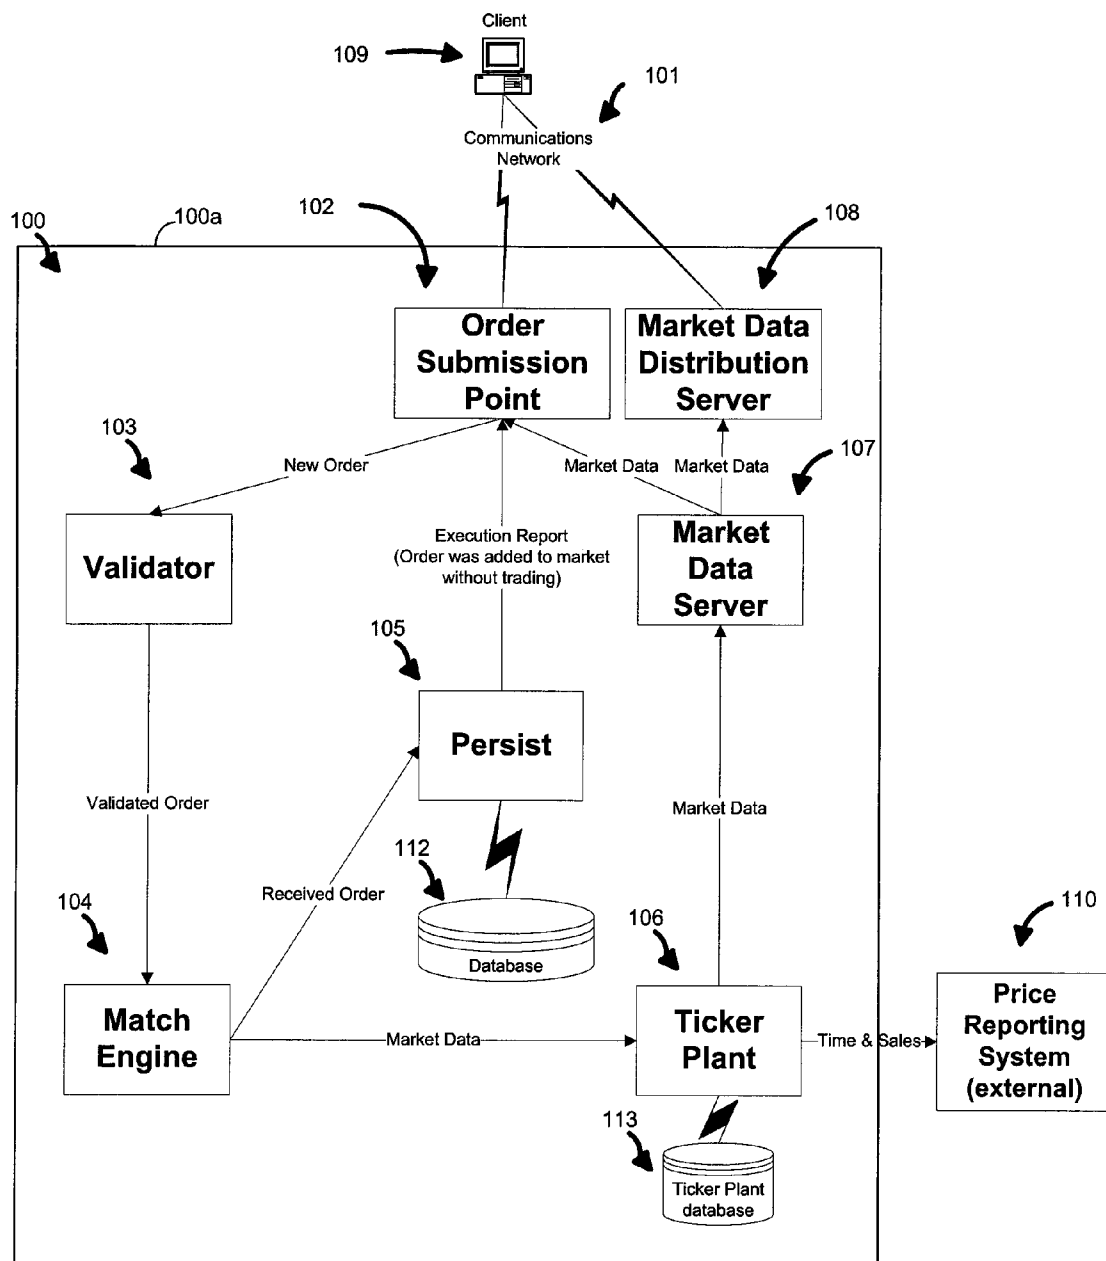 Client
109
101
Communications
Network
102
108
100
100a
Order
Submission
Point
Market Data
Distribution
Server
103
107
New Order
Market Data
Market Data
Validator
Execution Report
(Order was added to market
without trading)
Market
Data
Server
105
Persist
Validated Order
Market Data
112
Received Order
104
106
110
Database
Match
Engine
Market Data
Ticker
Plant
Time & Sales
Price
Reporting
System
(external)
113
Ticker Plant
database